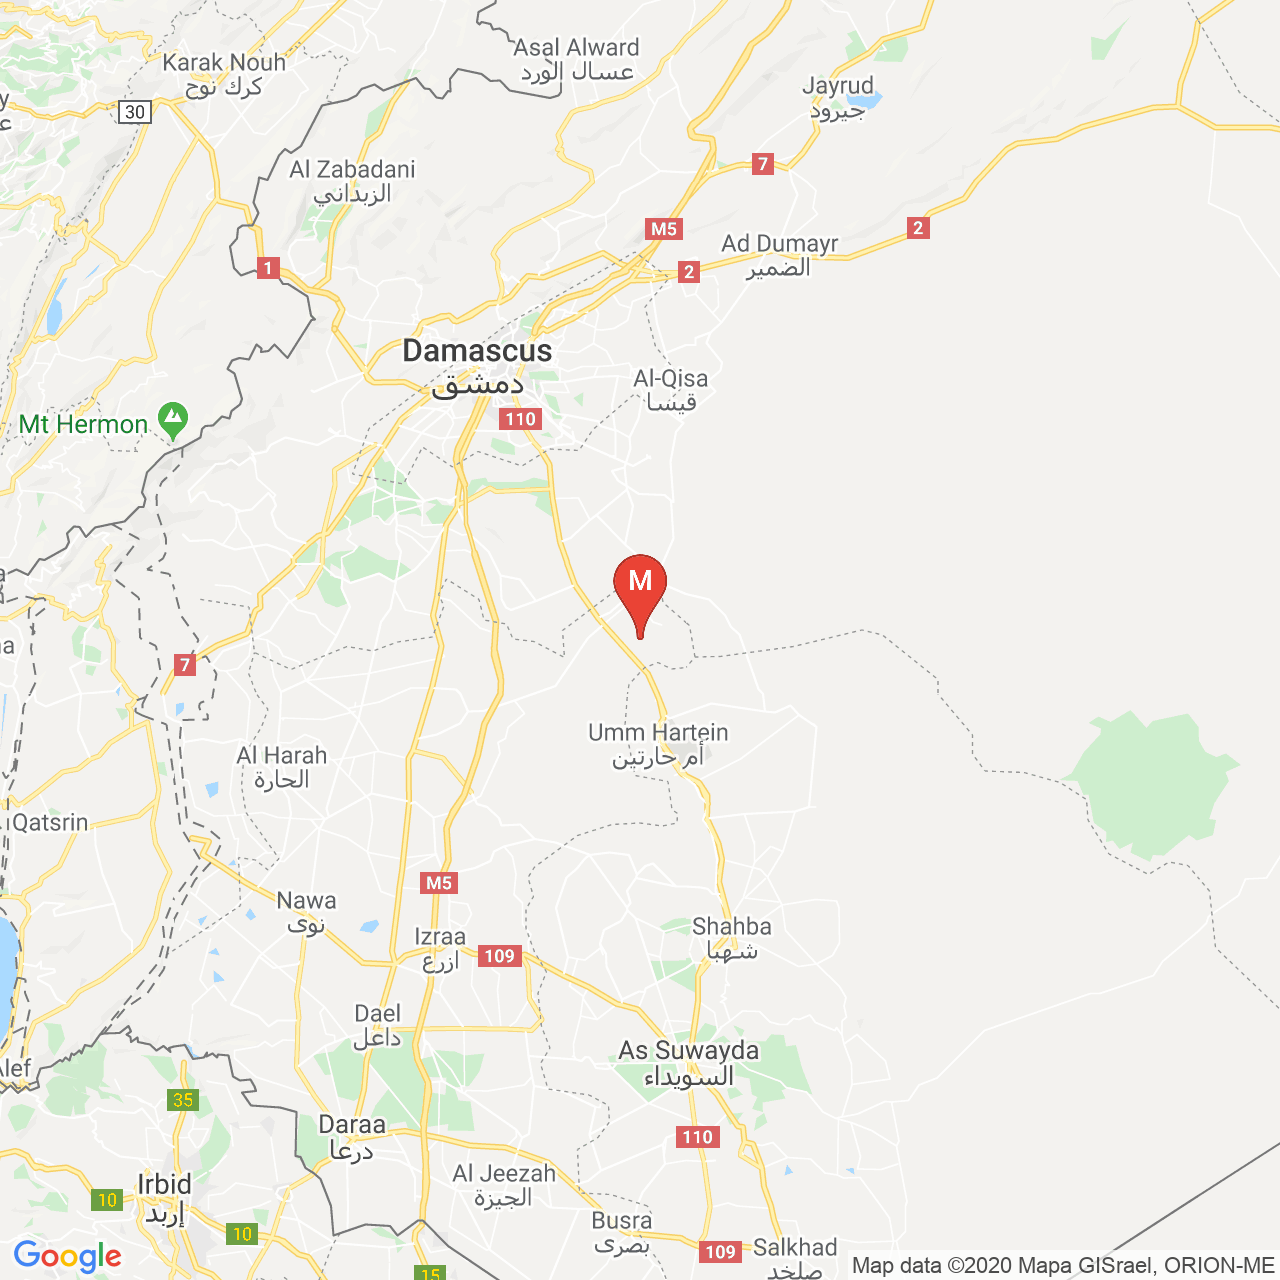 Asal Alward
عسال الورد
Karak Nouh
كرك نوح
Jayrud
جيرود
30
7
Al Zabadani
الزبداني
M5
2
Ad Dumayr
الضمير
1
2
Damascus
دمشق
Al-Qisa
قيسا
Mt Hermon
110
M
7
Umm Hartein
أم حارتين
Al Harah
الحارة
Qatsrin
M5
Nawa
نوى
Shahba
شهبا
Izraa
ازرع
109
Dael
داعل
As Suwayda
السويداء
35
Daraa
درعا
110
Al Jeezah
الجيزة
Irbid
إربد
10
10
Busra
بصرى
109
Salkhad
صلخد
15
Google
Map data ©2020 Mapa GISrael, ORION-ME